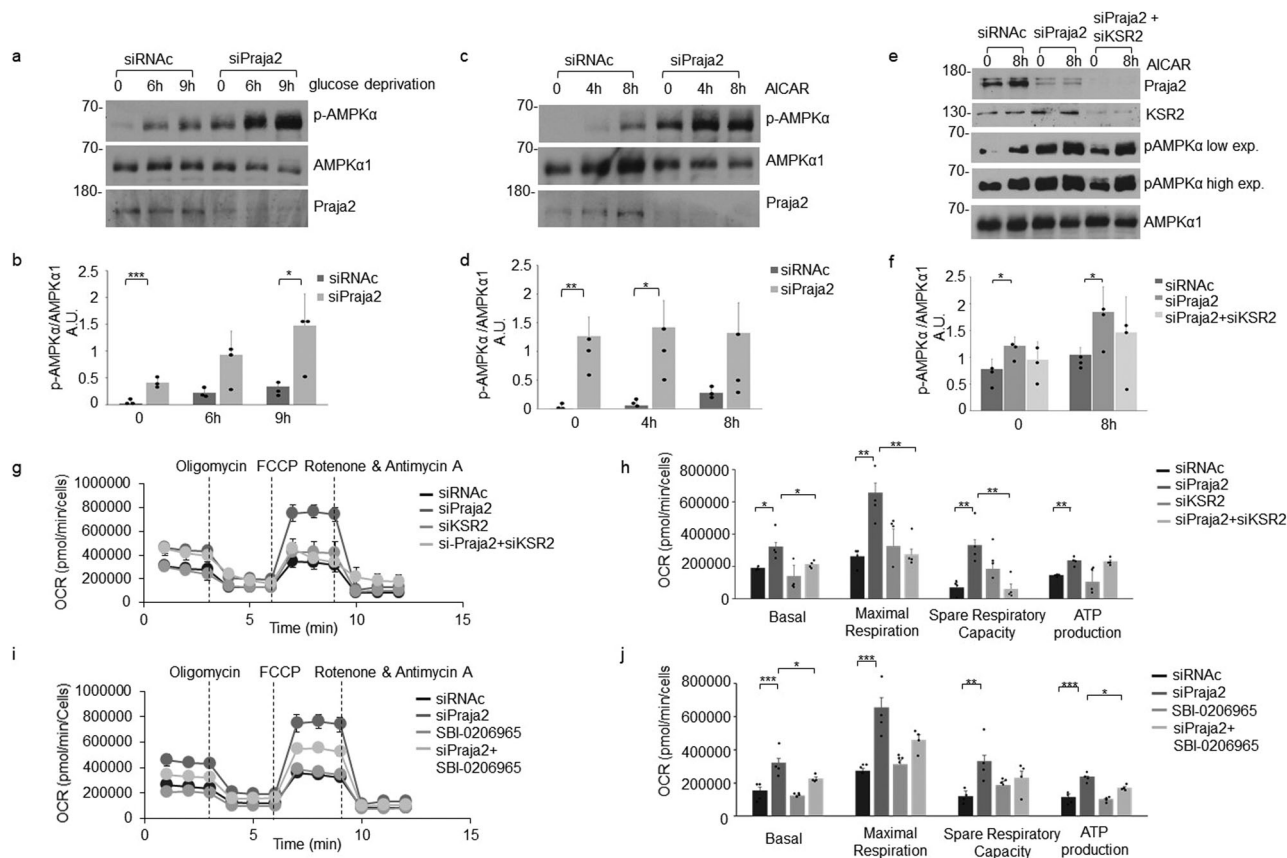 a
siRNAc siPraja2
0 6h 9h 0 6h 9h glucose deprivation
70-
p-AMPKα
70-
AMPKα1
180-
Praja2
b
p-AMPKα/AMPKα1
A.U.
2.5
2
1.5
1
0.5
0
***
*
siRNAc
siPraja2
0 6h 9h
c
siRNAc siPraja2
0 4h 8h 0 4h 8h AICAR
70-
p-AMPKα
70-
AMPKα1
180-
Praja2
d
p-AMPKα/AMPKα1
A.U.
2.5
2
1.5
1
0.5
0
**
*
siRNAc
siPraja2
0 4h 8h
e
siRNAc siPraja2 siPraja2 +
siKSR2
0 8h 0 8h 0 8h AICAR
180-
Praja2
130-
KSR2
70
pAMPKα low exp.
70-
pAMPKα high exp.
70
AMPKα1
f
p-AMPKα /AMPKα1
A.U.
2.5
2
1.5
1
0.5
0
*
*
siRNAc
siPraja2
siPraja2+siKSR2
0 8h
g
OCR (pmol/min/cells)
1000000
800000
600000
400000
200000
0
Oligomycin FCCP Rotenone & Antimycin A
siRNAc
siPraja2
siKSR2
si-Praja2+siKSR2
0 5 10 15
Time (min)
h
OCR (pmol/min/cells)
800000
600000
400000
200000
0
* *
** **
** **
**
siRNAc
siPraja2
siKSR2
siPraja2+siKSR2
Basal Maximal Respiration Spare Respiratory Capacity ATP production
i
OCR (pmol/min/Cells)
1000000
800000
600000
400000
200000
0
Oligomycin FCCP Rotenone & Antimycin A
siRNAc
siPraja2
SBI-0206965
siPraja2+
SBI-0206965
0 5 10 15
Time (min)
j
OCR (pmol/min/cells)
800000
600000
400000
200000
0
*** *
***
**
*** *
siRNAc
siPraja2
SBI-0206965
siPraja2+
SBI-0206965
Basal Maximal Respiration Spare Respiratory Capacity ATP production